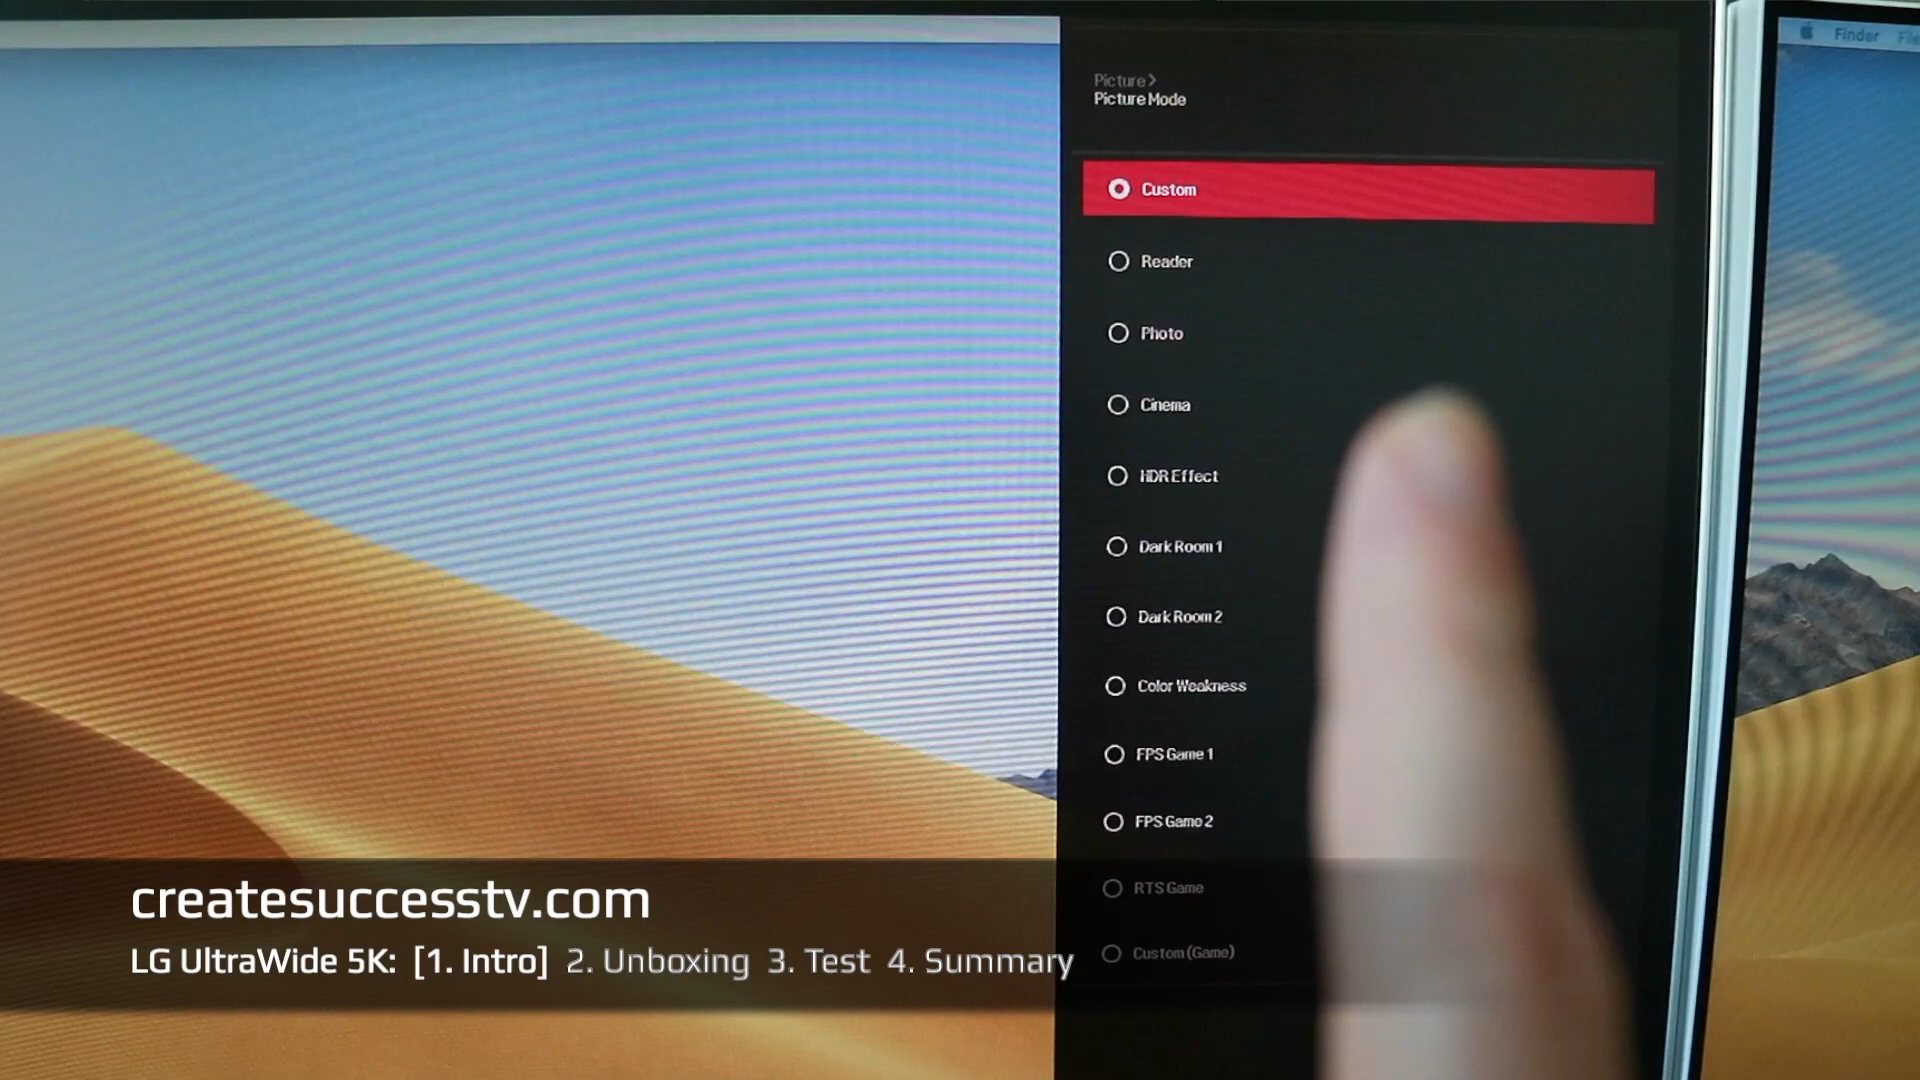 Finder
Picture >
Picture Mode
Custom
Reader
Photo
Cinema
HDR Effect
Dark Room 1
Dark Room 2
Color Weakness
FPS Game 1
FPS Game 2
RTS Game
Custom (Game)
createsuccesstv.com
LG UltraWide 5K: [1. Intro] 2. Unboxing 3. Test 4. Summary